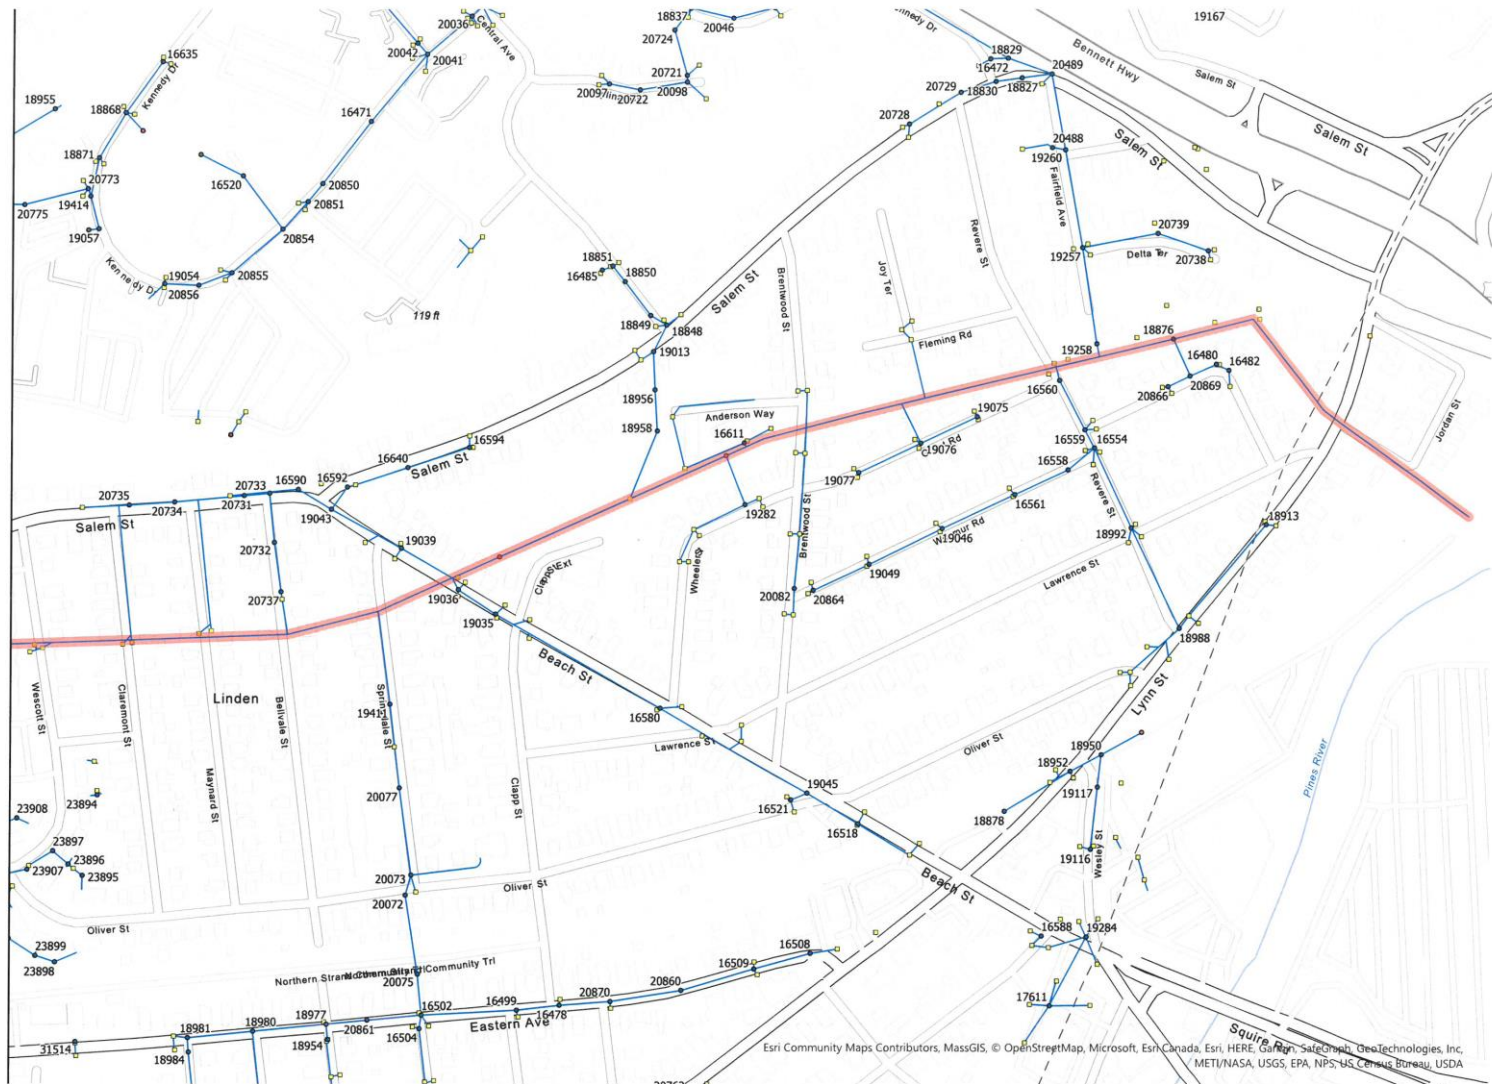 18837
20046
19167
20036
Central Ave
20724
nnedy Dr
Bennett Hwy
20042
20041
16635
Kennedy Dr
18829
16472
20489
Salem St
20721
20098
20097
20722
20729
18830
18827
18955
18868
16471
20728
20488
Salem St
Salem St
18871
19260
Fairfield Ave
20773
16520
20850
20775
19414
20851
19057
20854
Revere St
20739
Brentwood St
Joy Ter
19257
Delta Ter
20738
Kennedy Dr
19054
20855
20856
18851
16485
18850
Salem St
119 ft
18849
18848
19013
Fleming Rd
19258
18876
16480
16482
20866
20869
18956
16560
Anderson Way
19075
18958
16611
Jordan St
16594
19076
16559
16554
16640
Salem St
19077
16558
20733
16590
16592
20735
20734
20731
19043
Salem St
19282
Brentwood St
16561
Revere St
18913
18992
20732
19039
Wheeler St
19046
Lawrence St
19049
20737
19036
20082
20864
19035
18988
Beach St
Wescott St
Claremont St
Linden
Bellvale St
Springdale St
19411
16580
Lynn St
Lawrence St
Oliver St
18950
18952
Pines River
Maynard St
Clapp St
20077
19045
19117
16521
18878
23908
23894
16518
19116
Wesley St
23897
23896
23907
23895
20073
Oliver St
20072
Beach St
Oliver St
16588
19284
23899
23898
16508
Northern Strand Community Trl
20075
16509
20860
17611
20870
16499
16478
16502
18977
18980
18981
20861
16504
Eastern Ave
18954
31514
18984
Squire Rd
Esri Community Maps Contributors, MassGIS, © OpenStreetMap, Microsoft, Esri Canada, Esri, HERE, Garmin, SafeGraph, GeoTechnologies, Inc,
METI/NASA, USGS, EPA, NPS, US Census Bureau, USDA